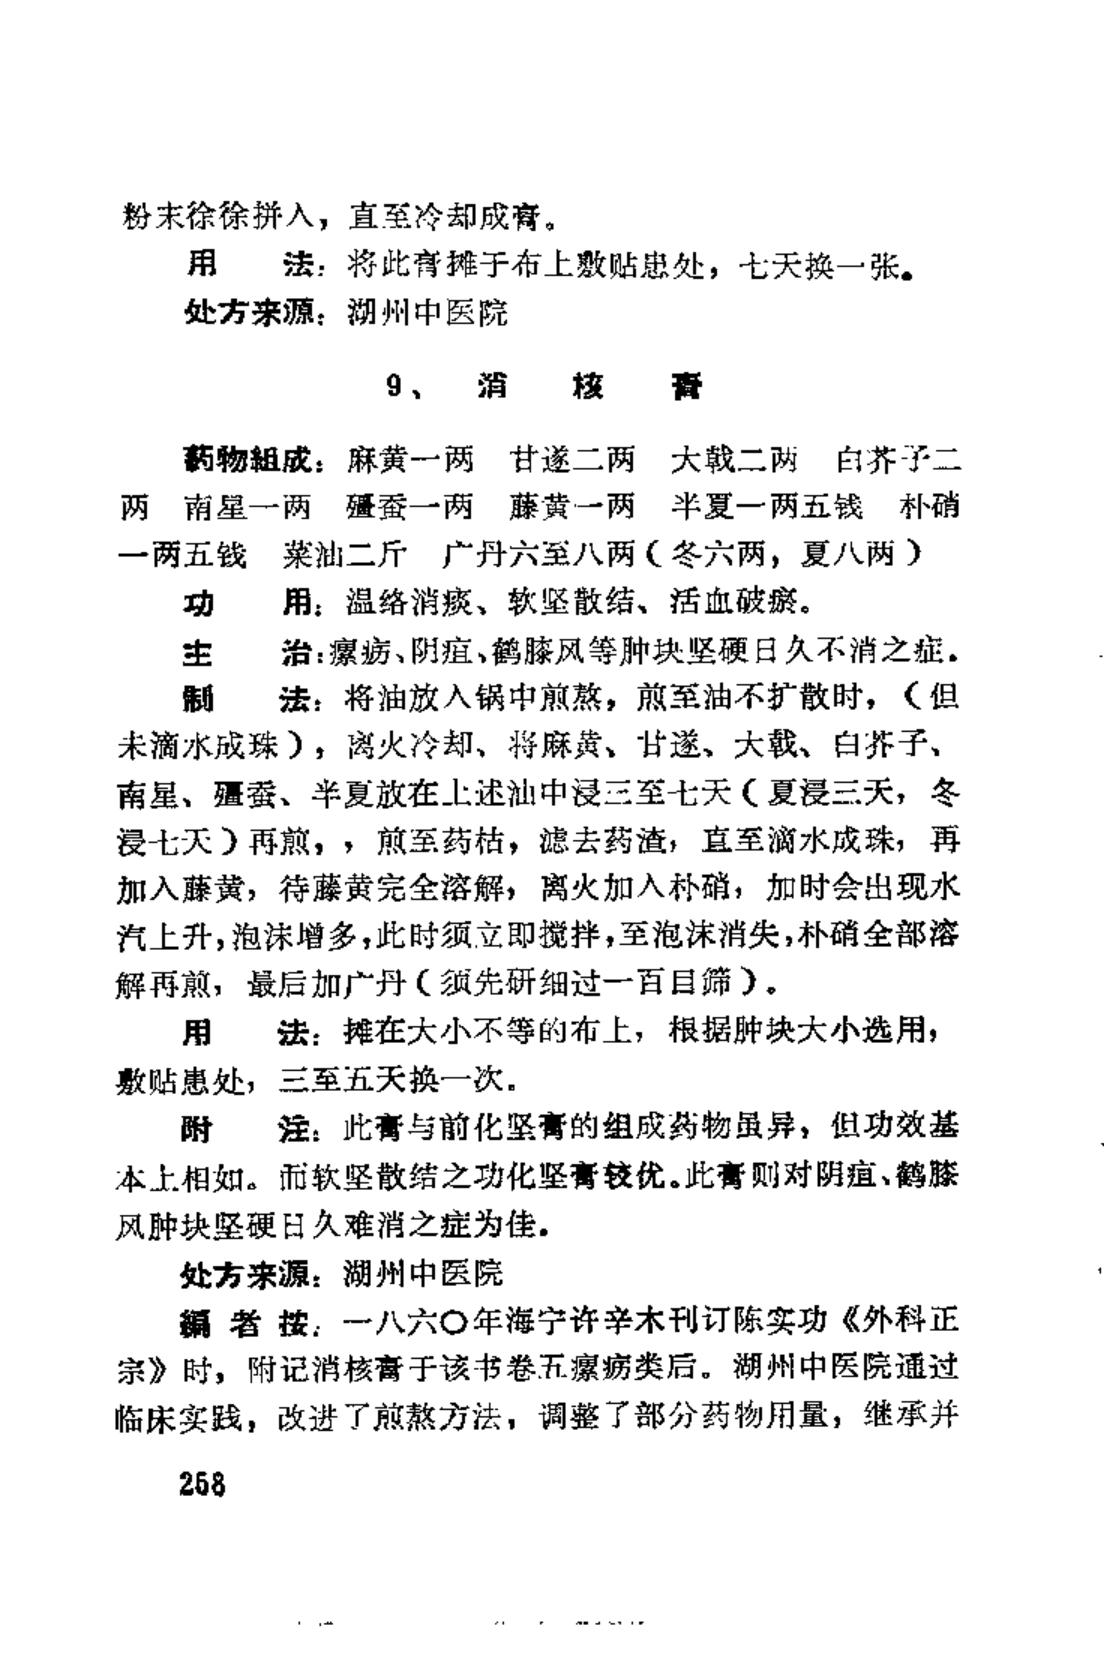 粉末徐徐拼入，直至冷却成膏。
用　　法：将此膏摊于布上敷贴患处，七天换一张。
处方来源：湖州中医院
9、　消　核　膏
药物組成：麻黄一两　甘遂二两　大戟二两　白芥子二
两　南星一两　殭蚕一两　藤黄一两　半夏一两五钱　朴硝
一两五钱　菜油二斤　广丹六至八两（冬六两，夏八两）
功　　用：温络消痰、软坚散结、活血破瘀。
主　　治：瘰疬、阴疽、鹤膝风等肿块坚硬日久不消之症。
制　　法：将油放入锅中煎熬，煎至油不扩散时，（但
未滴水成珠），离火冷却、将麻黄、甘遂、大戟、白芥子、
南星、殭蚕、半夏放在上述油中浸三至七天（夏浸三天，冬
浸七天）再煎，，煎至药枯，滤去药渣，直至滴水成珠，再
加入藤黄，待藤黄完全溶解，离火加入朴硝，加时会出现水
汽上升，泡沫增多，此时须立即搅拌，至泡沫消失，朴硝全部溶
解再煎，最后加广丹（须先研细过一百目筛）。
用　　法：摊在大小不等的布上，根据肿块大小选用，
敷贴患处，三至五天换一次。
附　　注：此膏与前化坚膏的组成药物虽异，但功效基
本上相如。而软坚散结之功化坚膏较优。此膏则对阴疽、鹤膝
风肿块坚硬日久难消之症为佳。
处方来源：湖州中医院
編者按：一八六〇年海宁许辛木刊订陈实功《外科正
宗》时，附记消核膏于该书卷五瘰疬类后。湖州中医院通过
临床实践，改进了煎熬方法，调整了部分药物用量，继承并
258